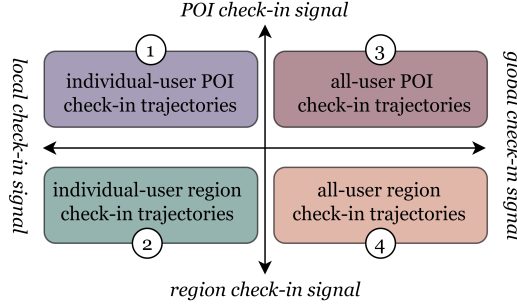 POI check-in signal
1
individual-user POI
check-in trajectories
3
all-user POI
check-in trajectories
local check-in signal
global check-in signal
individual-user region
check-in trajectories
2
all-user region
check-in trajectories
4
region check-in signal